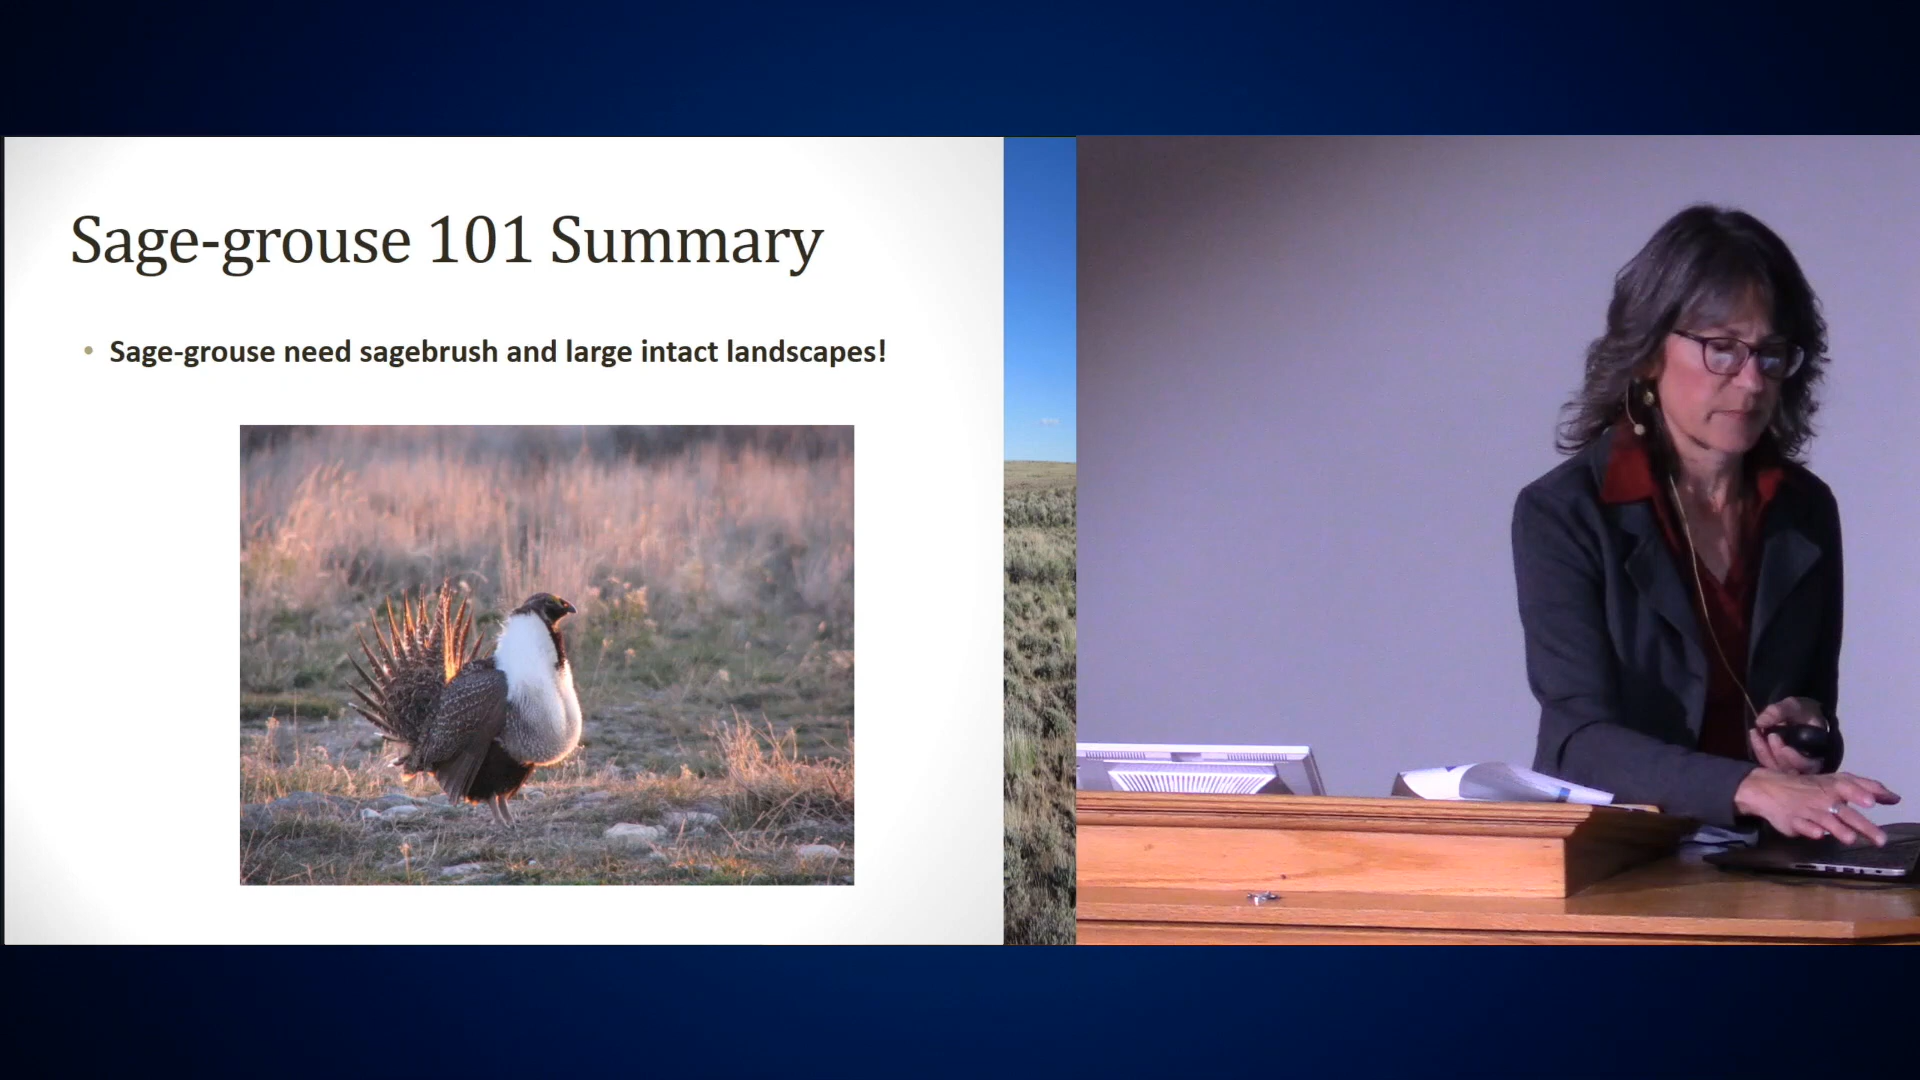 Sage-grouse 101 Summary
• Sage-grouse need sagebrush and large intact landscapes!